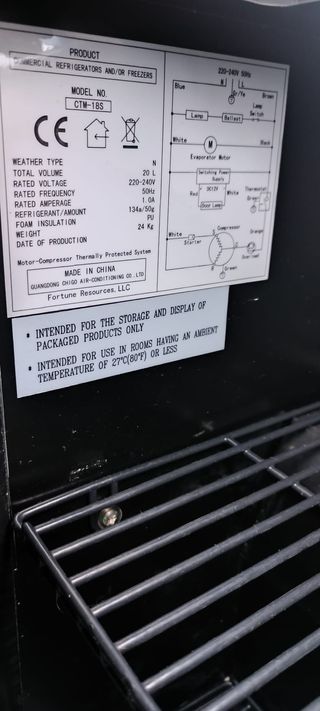 PRODUCT
COMMERCIAL REFRIGERATORS AND/OR FREEZERS
MODEL NO.
CTM-18S
CE
WEATHER TYPE N
TOTAL VOLUME 20 L
RATED VOLTAGE 220-240V
RATED FREQUENCY 50Hz
RATED AMPERAGE 1.0A
REFRIGERANT/AMOUNT 134a/50g
FOAM INSULATION PU
WEIGHT 24 Kg
DATE OF PRODUCTION
Motor-Compressor Thermally Protected System
MADE IN CHINA
GUANGDONG CHIGO AIR-CONDITIONING CO.,LTD
Fortune Resources, LLC
220-240V 50Hz
N L
Blue Gr/Ye Brown
Lamp Switch
Lamp Ballast
White M Black
Evaporator Motor
Switching Power Supply
Red DC12V White Thermostat
Green
Door Lamp
White Compressor
Starter Overload
Green
• INTENDED FOR THE STORAGE AND DISPLAY OF
PACKAGED PRODUCTS ONLY
• INTENDED FOR USE IN ROOMS HAVING AN AMBIENT
TEMPERATURE OF 27°C(80°F) OR LESS